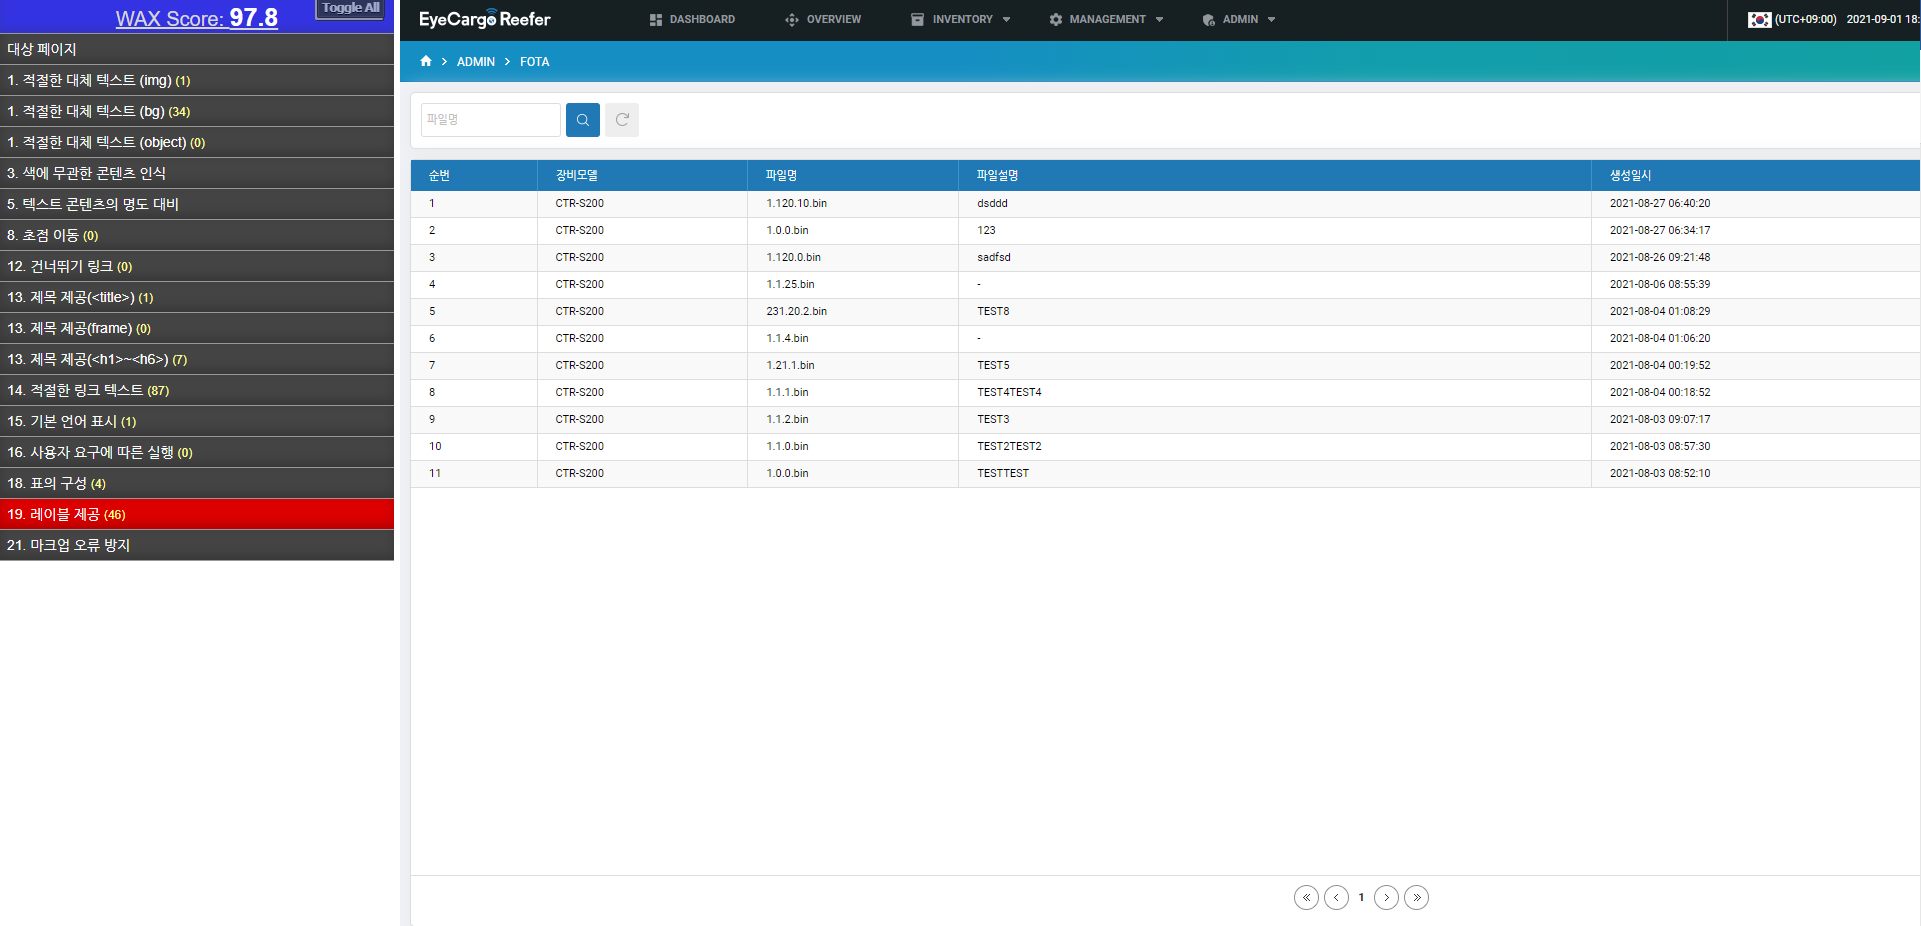 WAX Score: 97.8
Toggle All
대상 페이지
1. 적절한 대체 텍스트 (img) (1)
1. 적절한 대체 텍스트 (bg) (34)
1. 적절한 대체 텍스트 (object) (0)
3. 색에 무관한 콘텐츠 인식
5. 텍스트 콘텐츠의 명도 대비
8. 초점 이동 (0)
12. 건너뛰기 링크 (0)
13. 제목 제공(<title>) (1)
13. 제목 제공(frame) (0)
13. 제목 제공(<h1>~<h6>) (7)
14. 적절한 링크 텍스트 (87)
15. 기본 언어 표시 (1)
16. 사용자 요구에 따른 실행 (0)
18. 표의 구성 (4)
19. 레이블 제공 (46)
21. 마크업 오류 방지
EyeCargo Reefer DASHBOARD OVERVIEW INVENTORY MANAGEMENT ADMIN (UTC+09:00) 2021-09-01 18:
ADMIN > FOTA
파일명
순번 장비모델 파일명 파일설명 생성일시
1 CTR-S200 1.120.10.bin dsddd 2021-08-27 06:40:20
2 CTR-S200 1.0.0.bin 123 2021-08-27 06:34:17
3 CTR-S200 1.120.0.bin sadfsd 2021-08-26 09:21:48
4 CTR-S200 1.1.25.bin - 2021-08-06 08:55:39
5 CTR-S200 231.20.2.bin TEST8 2021-08-04 01:08:29
6 CTR-S200 1.1.4.bin - 2021-08-04 01:06:20
7 CTR-S200 1.21.1.bin TEST5 2021-08-04 00:19:52
8 CTR-S200 1.1.1.bin TEST4TEST4 2021-08-04 00:18:52
9 CTR-S200 1.1.2.bin TEST3 2021-08-03 09:07:17
10 CTR-S200 1.1.0.bin TEST2TEST2 2021-08-03 08:57:30
11 CTR-S200 1.0.0.bin TESTTEST 2021-08-03 08:52:10
1